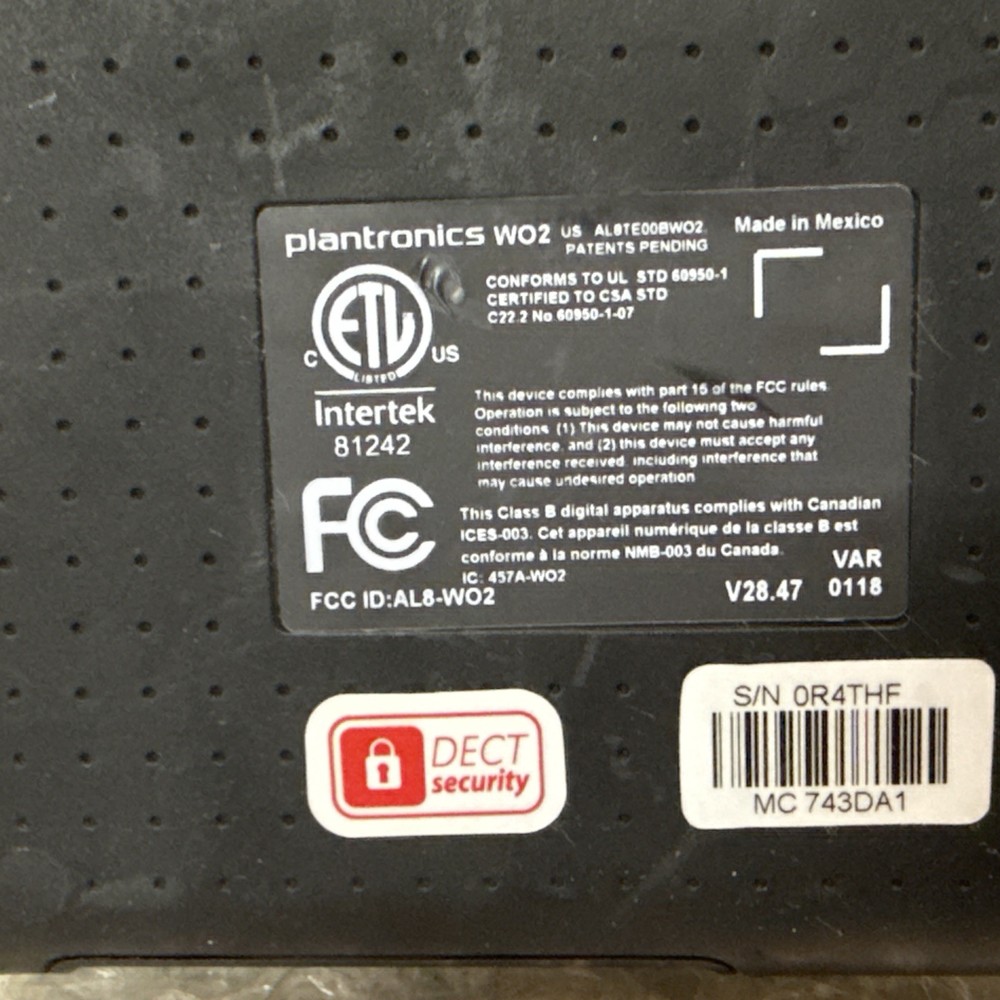 plantronics WO2 US AL8TE00BWO2
PATENTS PENDING
Made in Mexico
CONFORMS TO UL STD 60950-1
CERTIFIED TO CSA STD
C22.2 No 60950-1-07
C ETL US
LISTED
Intertek
81242
This device complies with part 15 of the FCC rules
Operation is subject to the following two
conditions (1) This device may not cause harmful
interference, and (2) this device must accept any
interference received, including interference that
may cause undesired operation
FC
This Class B digital apparatus complies with Canadian
ICES-003. Cet appareil numérique de la classe B est
conforme à la norme NMB-003 du Canada.
IC: 457A-WO2
FCC ID:AL8-WO2
V28.47
VAR
0118
DECT
security
S/N 0R4THF
MC 743DA1